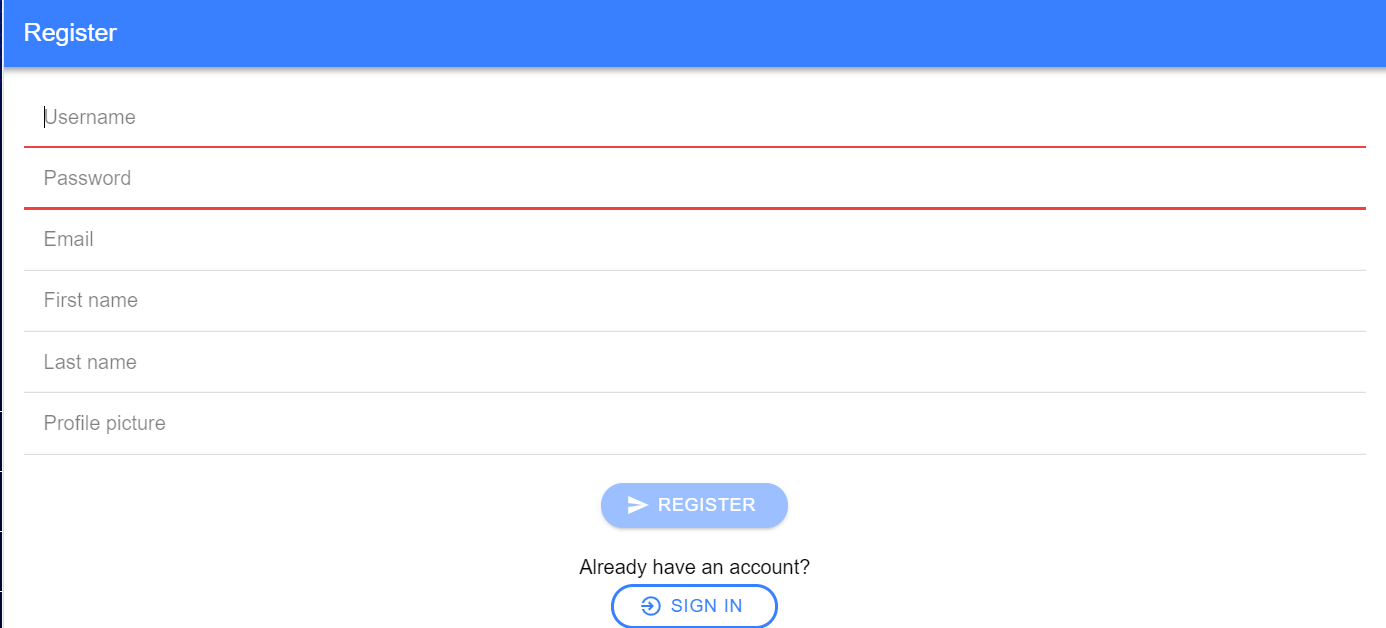 Register
Username
Password
Email
First name
Last name
Profile picture
REGISTER
Already have an account?
SIGN IN